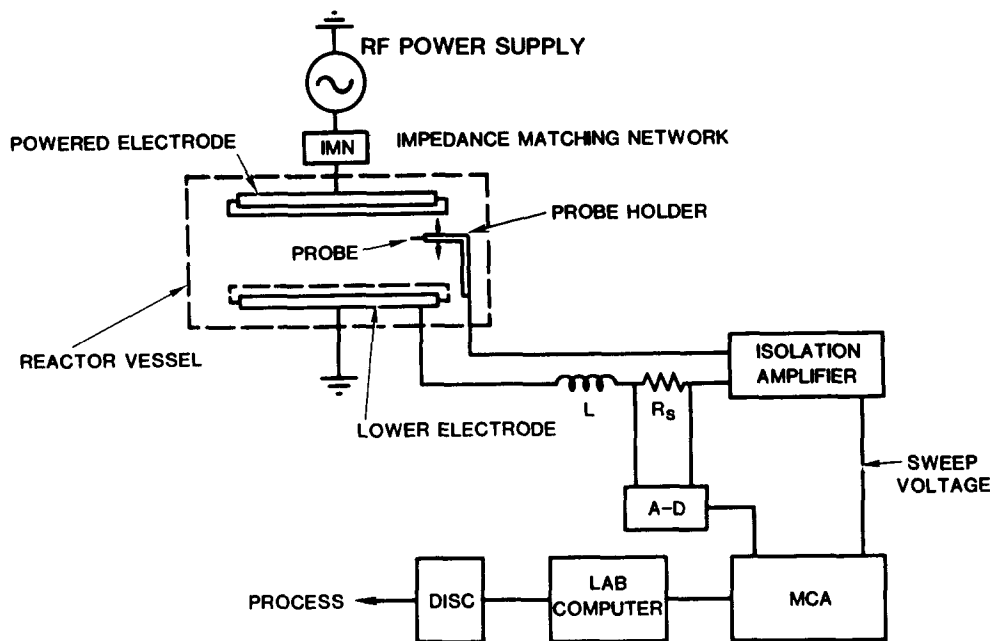 RF POWER SUPPLY
POWERED ELECTRODE
IMN
IMPEDANCE MATCHING NETWORK
PROBE HOLDER
PROBE
REACTOR VESSEL
ISOLATION
AMPLIFIER
L
Rs
LOWER ELECTRODE
SWEEP
VOLTAGE
A-D
PROCESS
DISC
LAB
COMPUTER
MCA